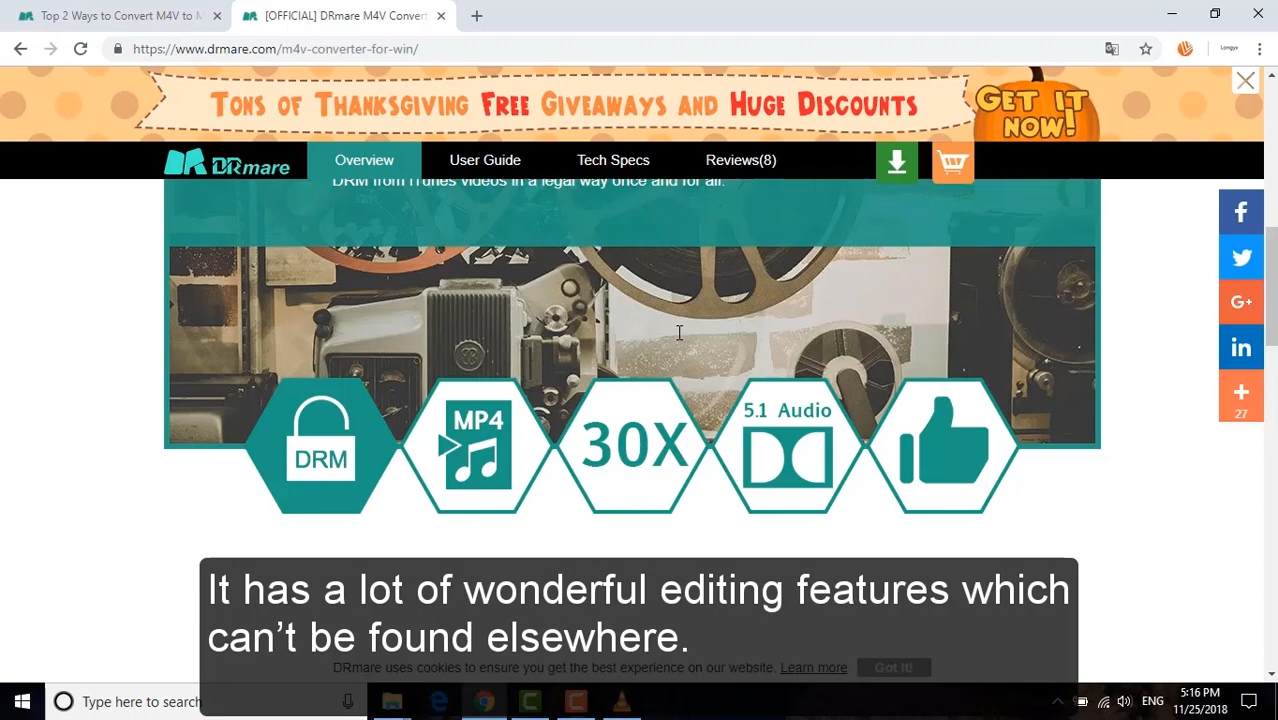 Top 2 Ways to Convert M4V to M
[OFFICIAL] DRmare M4V Convert
https://www.drmare.com/m4v-converter-for-win/
Longyx
TONS OF THANKSGIVING FREE GIVEAWAYS AND HUGE DISCOUNTS
GET IT
NOW!
DRmare
Overview
User Guide
Tech Specs
Reviews(8)
DRM from iTunes videos in a legal way once and for all.
f
G+
in
27
DRM
MP4
30X
5.1 Audio
It has a lot of wonderful editing features which
can't be found elsewhere.
DRmare uses cookies to ensure you get the best experience on our website. Learn more
Got It!
Type here to search
ENG
5:16 PM
11/25/2018